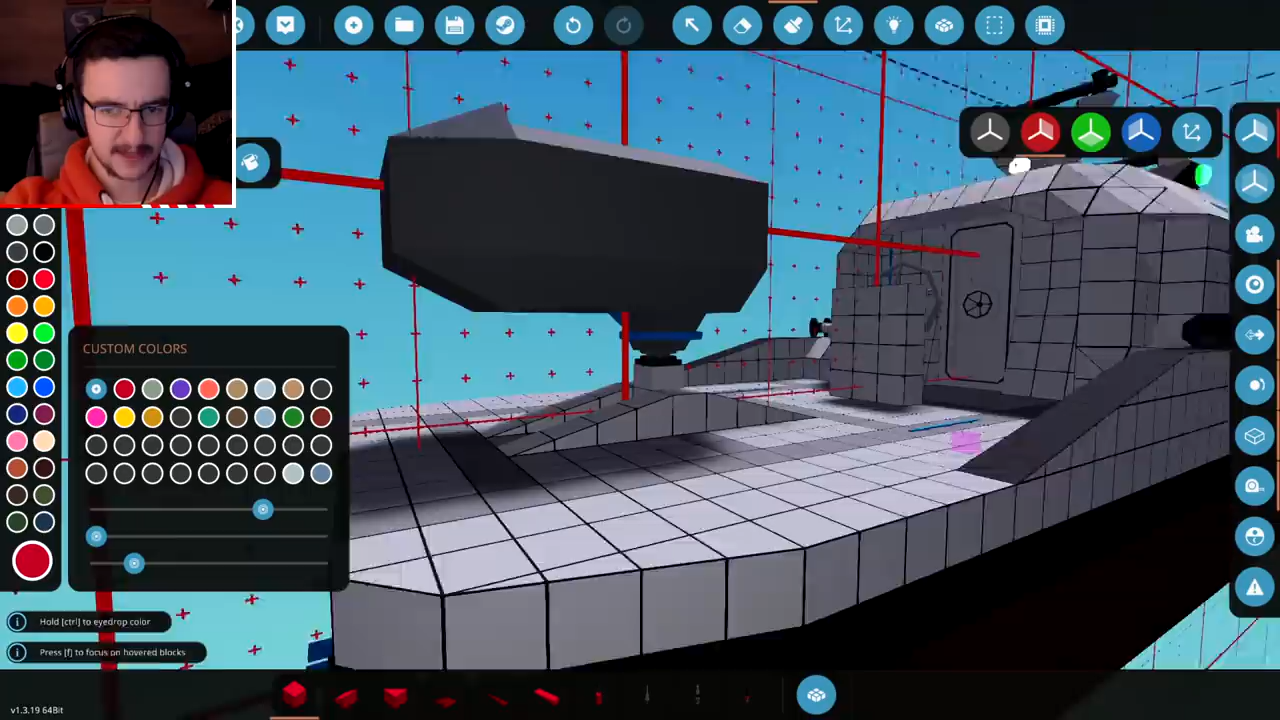 CUSTOM COLORS
Hold [ctrl] to eyedrop color
Press [f] to focus on hovered blocks
v1.3.19 64Bit